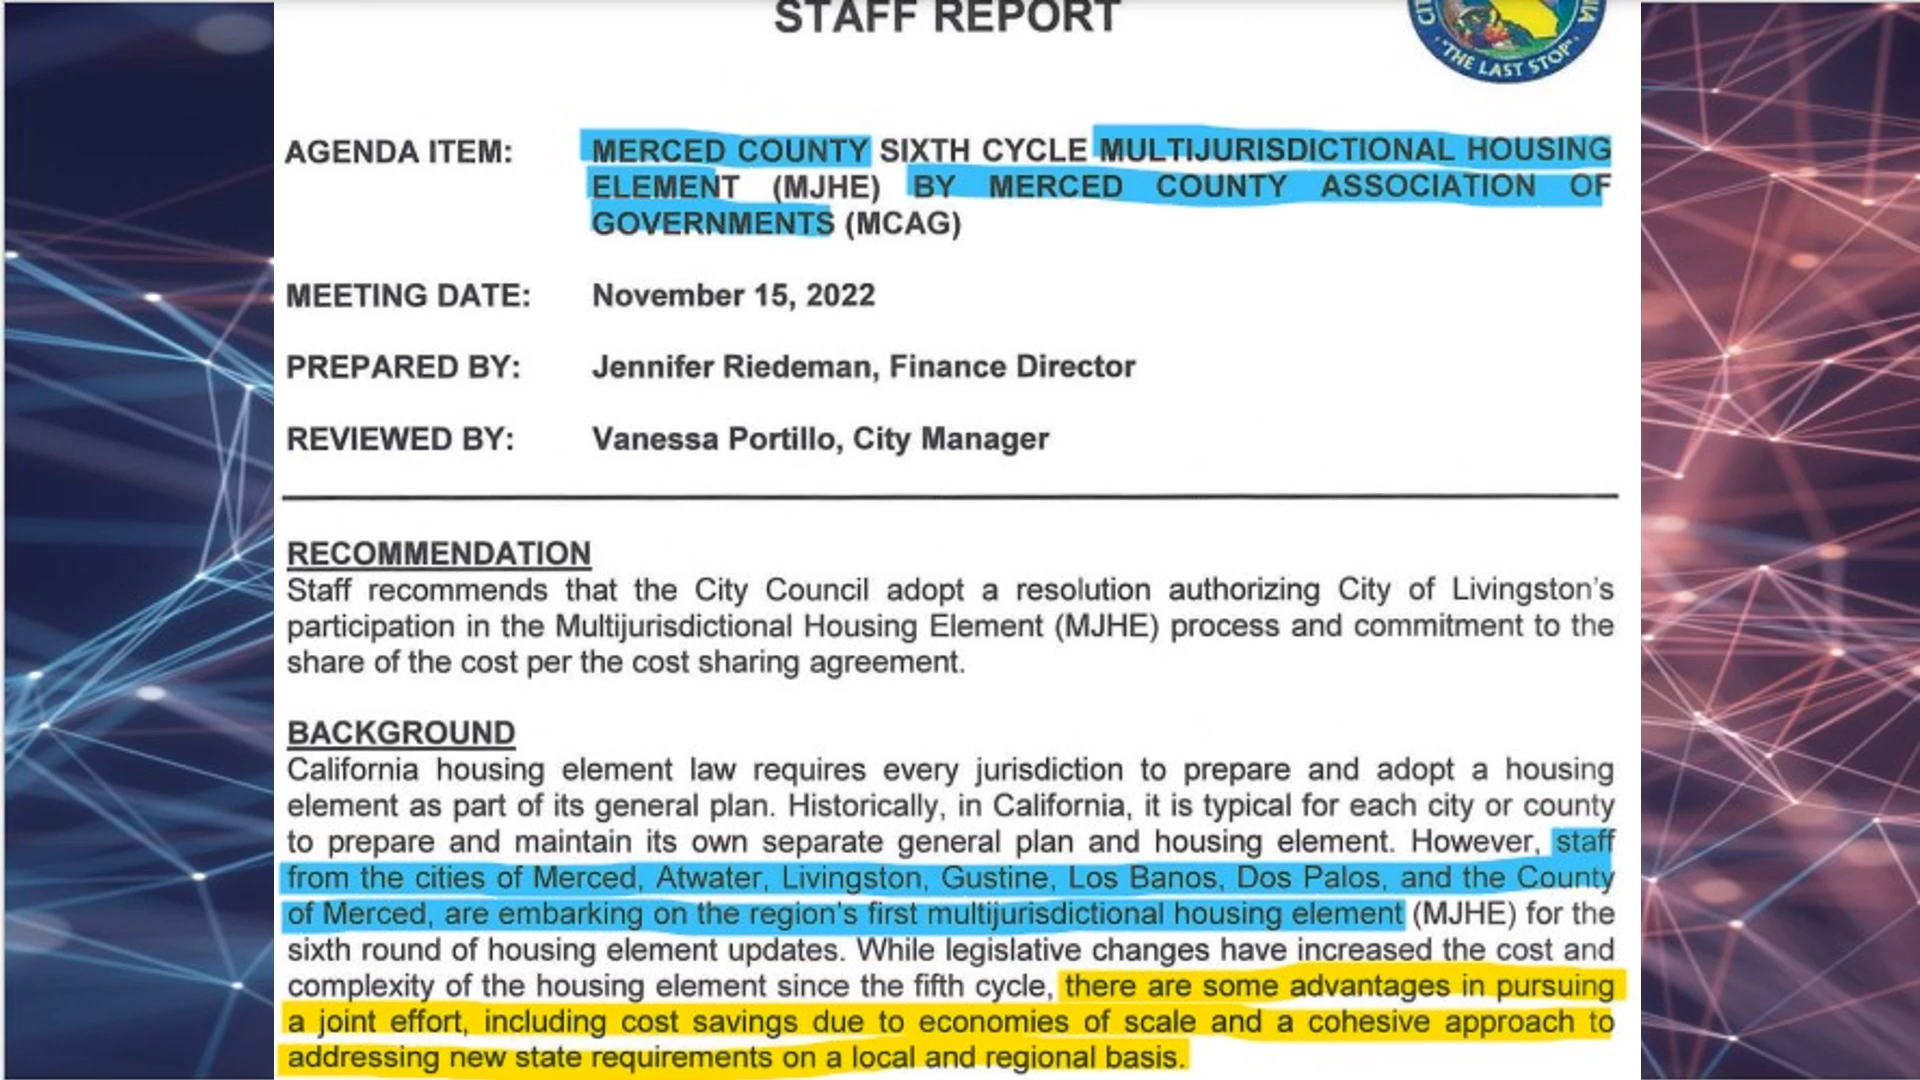 STAFF REPORT
CIT NIA
"THE LAST STOP"
AGENDA ITEM: MERCED COUNTY SIXTH CYCLE MULTIJURISDICTIONAL HOUSING
ELEMENT (MJHE) BY MERCED COUNTY ASSOCIATION OF
GOVERNMENTS (MCAG)
MEETING DATE: November 15, 2022
PREPARED BY: Jennifer Riedeman, Finance Director
REVIEWED BY: Vanessa Portillo, City Manager
RECOMMENDATION
Staff recommends that the City Council adopt a resolution authorizing City of Livingston's
participation in the Multijurisdictional Housing Element (MJHE) process and commitment to the
share of the cost per the cost sharing agreement.
BACKGROUND
California housing element law requires every jurisdiction to prepare and adopt a housing
element as part of its general plan. Historically, in California, it is typical for each city or county
to prepare and maintain its own separate general plan and housing element. However, staff
from the cities of Merced, Atwater, Livingston, Gustine, Los Banos, Dos Palos, and the County
of Merced, are embarking on the region's first multijurisdictional housing element (MJHE) for the
sixth round of housing element updates. While legislative changes have increased the cost and
complexity of the housing element since the fifth cycle, there are some advantages in pursuing
a joint effort, including cost savings due to economies of scale and a cohesive approach to
addressing new state requirements on a local and regional basis.